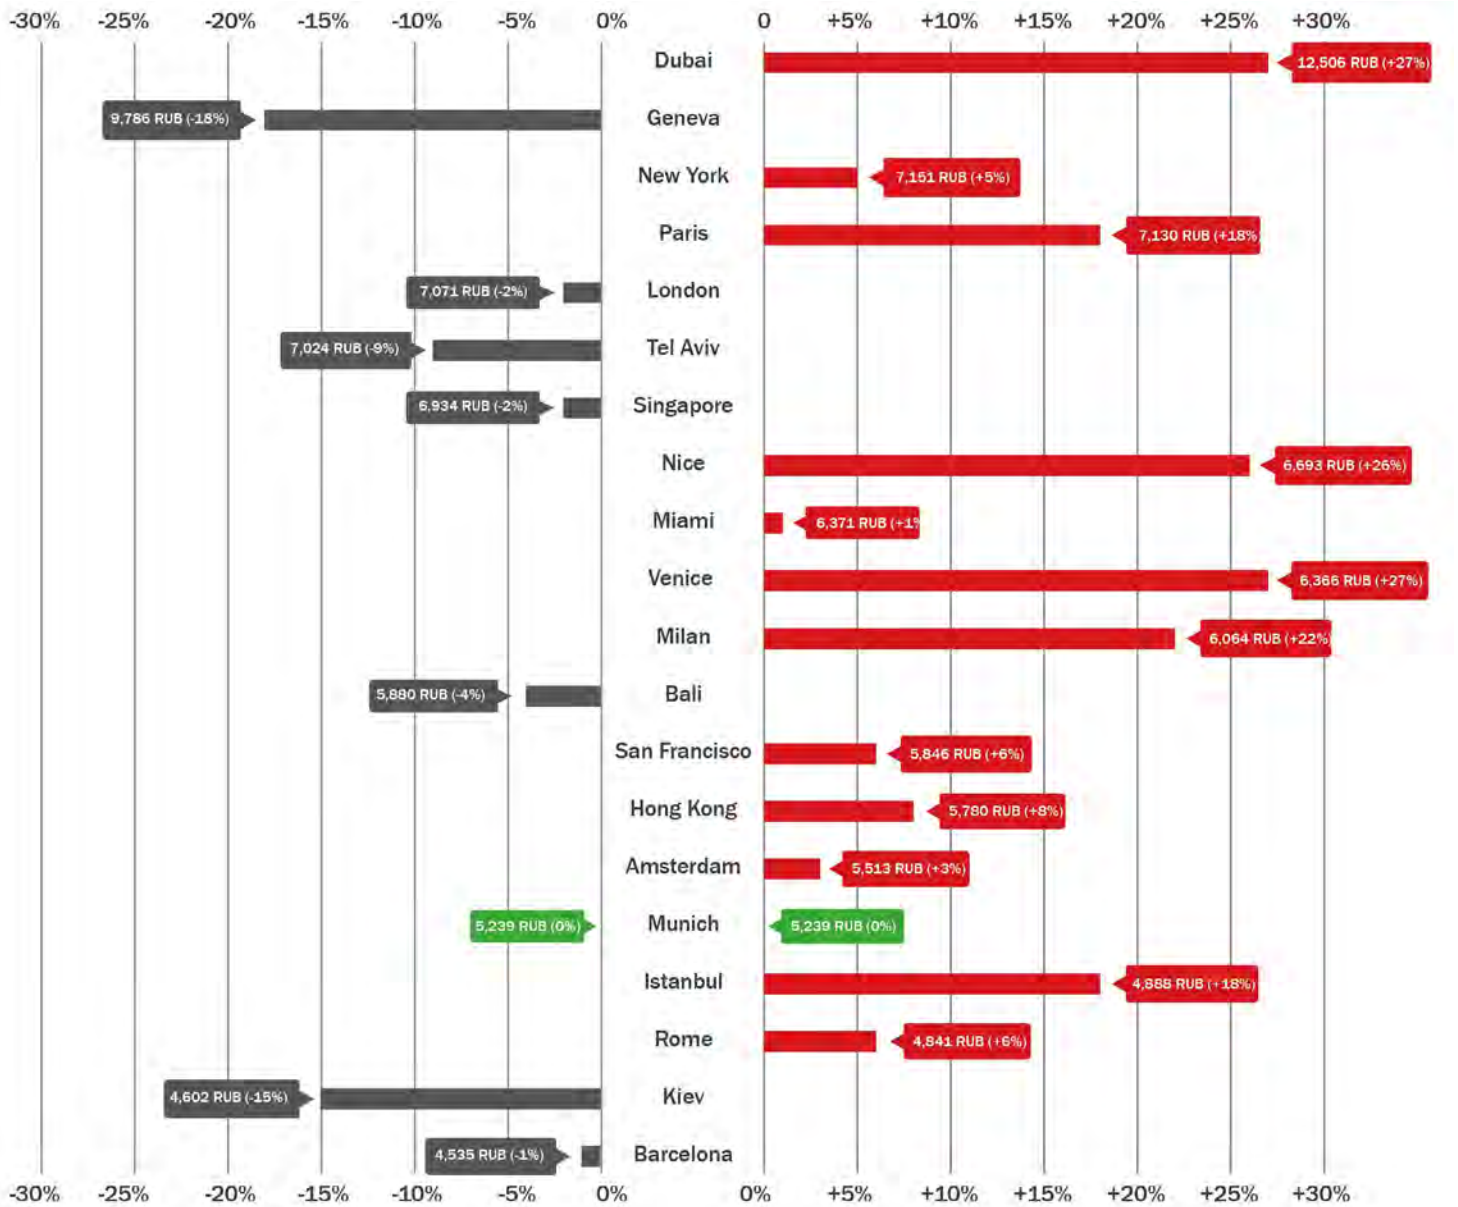 -30% -25% -20% -15% -10% -5% 0% 0 +5% +10% +15% +20% +25% +30%
Dubai 12,506 RUB (+27%)
9,786 RUB (-18%) Geneva
New York 7,151 RUB (+5%)
Paris 7,130 RUB (+18%
7,071 RUB (-2%) London
7,024 RUB (-9%) Tel Aviv
6,934 RUB (-2%) Singapore
Nice 6,693 RUB (+26%)
Miami 6,371 RUB (+1%
Venice 6,366 RUB (+27%)
Milan 6,064 RUB (+22%)
5,880 RUB (-4%) Bali
San Francisco 5,846 RUB (+6%)
Hong Kong 5,780 RUB (+8%)
Amsterdam 5,513 RUB (+3%)
5,239 RUB (0%) Munich 5,239 RUB (0%)
Istanbul 4,888 RUB (+18%)
Rome 4,841 RUB (+6%)
4,602 RUB (-15%) Kiev
4,535 RUB (-1%) Barcelona
-30% -25% -20% -15% -10% -5% 0% 0% +5% +10% +15% +20% +25% +30%